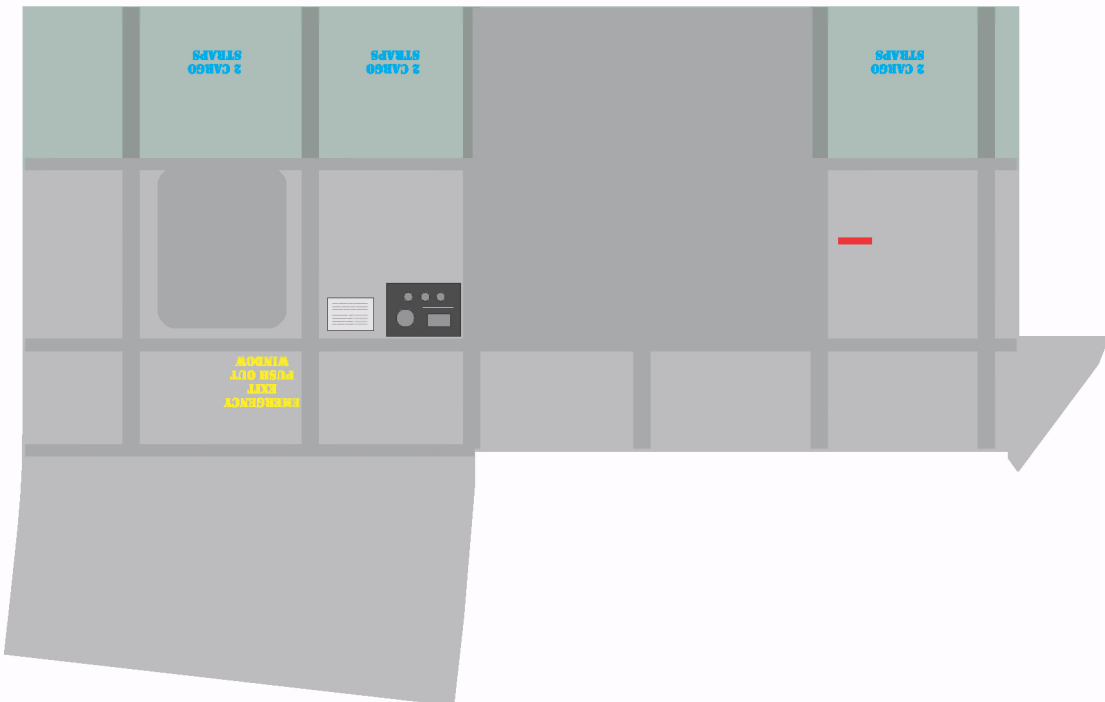 2 CARGO
STRAPS
2 CARGO
STRAPS
2 CARGO
STRAPS
EMERGENCY
EXIT
PUSH OUT
WINDOW